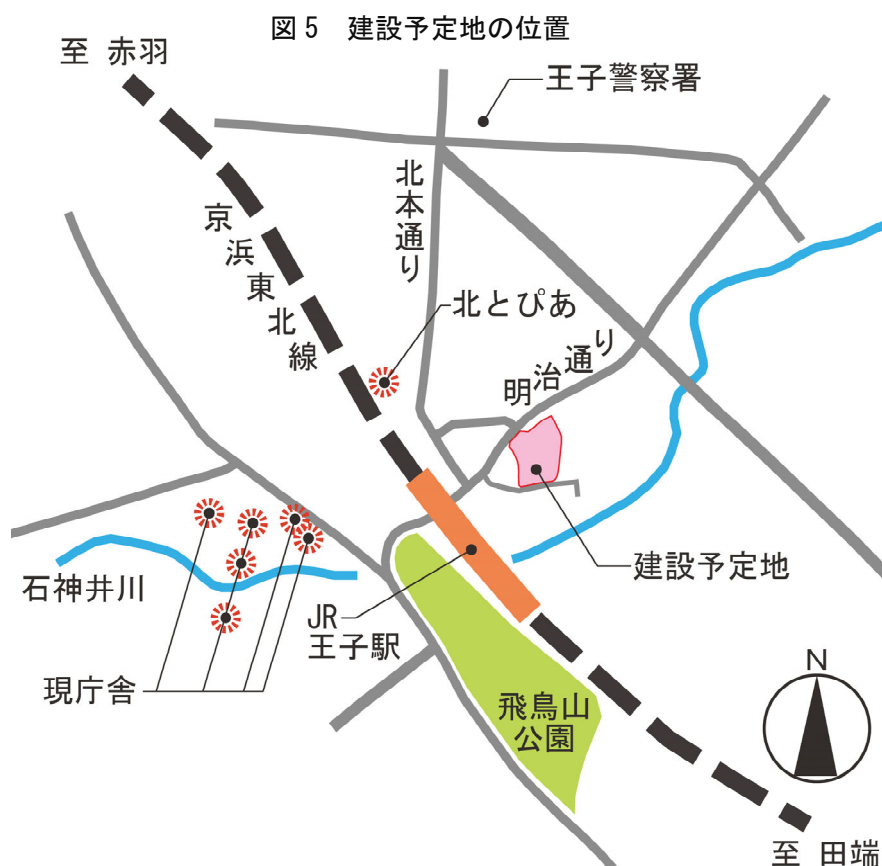 図5 建設予定地の位置
至 赤羽
王子警察署
北本通り
京浜東北線
北とぴあ
明治通り
建設予定地
石神井川
JR
王子駅
現庁舎
飛鳥山
公園
N
至 田端